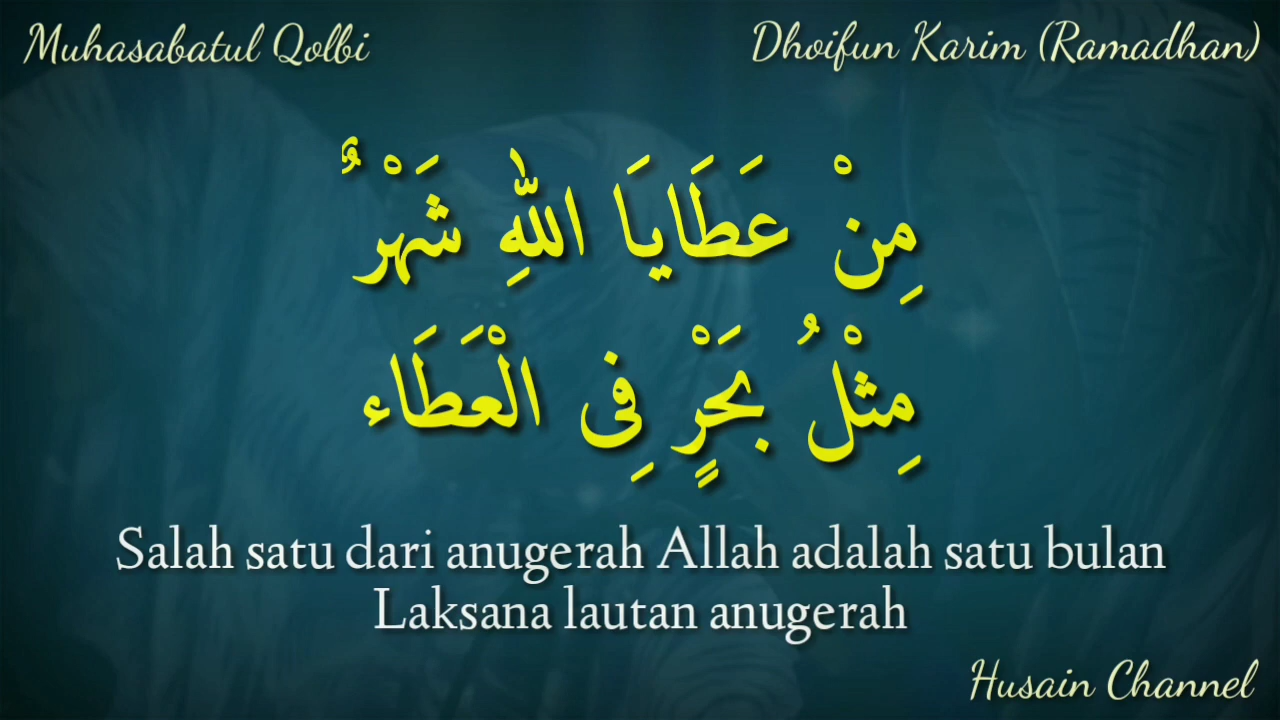 Muhasabatul Qolbi
Dhoifun Karim (Ramadhan)
مِنْ عَطَايَا اللهِ شَهْرٌ
مِثْلُ بَحْرٍ فِى الْعَطَاء
Salah satu dari anugerah Allah adalah satu bulan
Laksana lautan anugerah
Husain Channel